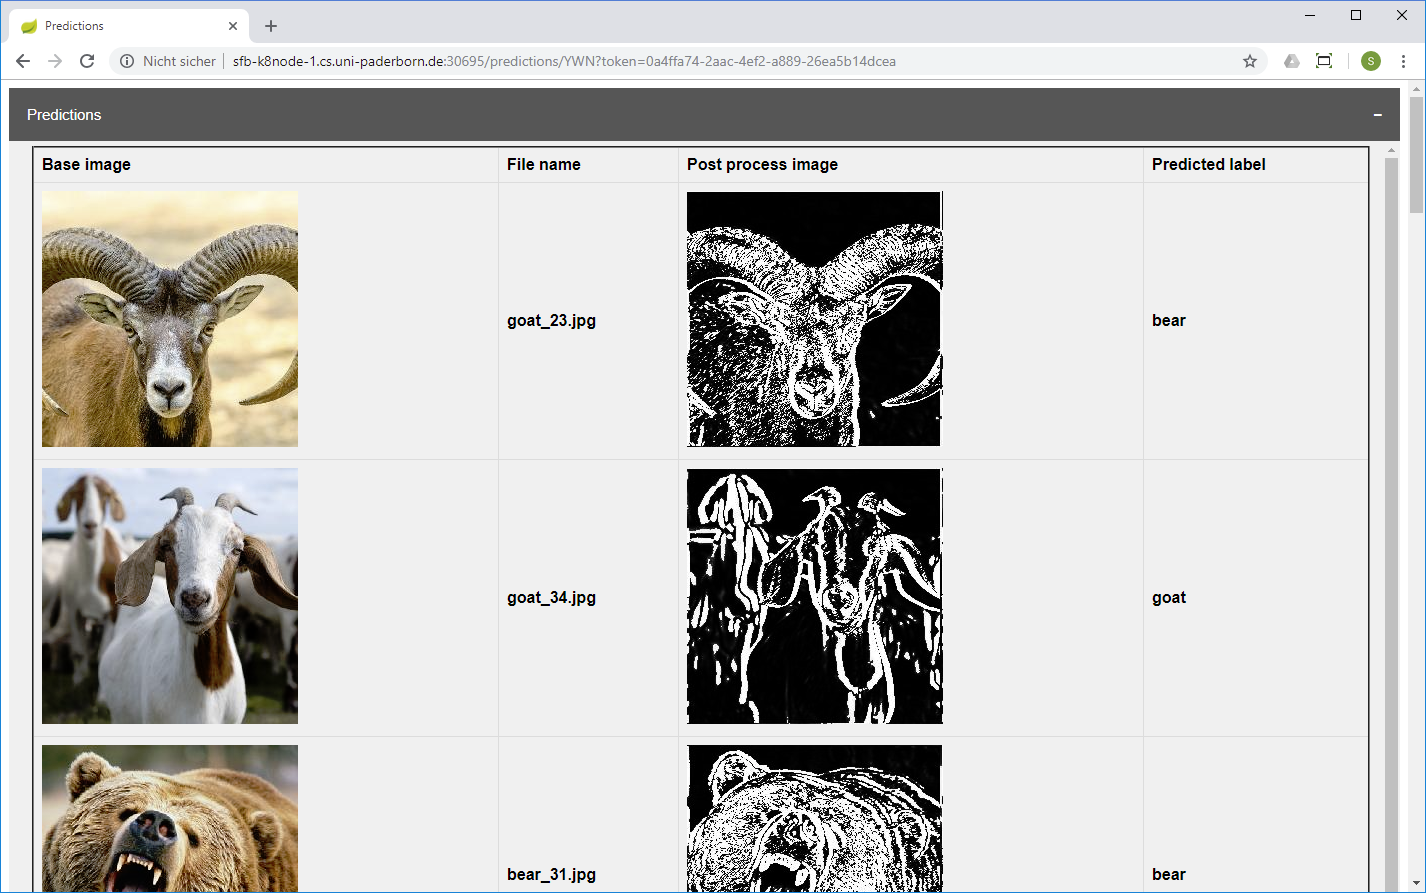 Predictions
Nicht sicher sfb-k8node-1.cs.uni-paderborn.de:30695/predictions/YWN?token=0a4ffa74-2aac-4ef2-a889-26ea5b14dcea
S
Predictions
Base image File name Post process image Predicted label
goat_23.jpg bear
goat_34.jpg goat
bear_31.jpg bear